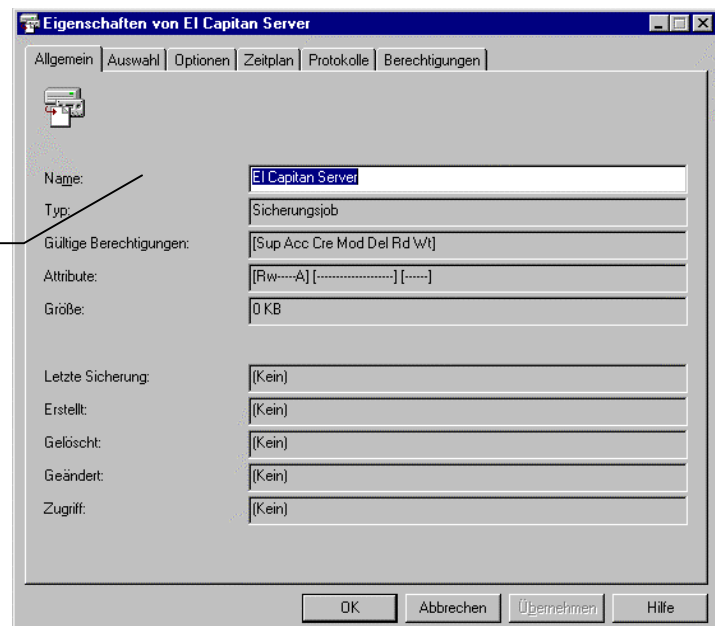 Eigenschaften von El Capitan Server
Allgemein Auswahl Optionen Zeitplan Protokolle Berechtigungen
Name: El Capitan Server
Typ: Sicherungsjob
Gültige Berechtigungen: [Sup Acc Cre Mod Del Rd Wt]
Attribute: [Rw-----A] [--------------------] [------]
Größe: 0 KB
Letzte Sicherung: (Kein)
Erstellt: (Kein)
Gelöscht: (Kein)
Geändert: (Kein)
Zugriff: (Kein)
OK Abbrechen Übernehmen Hilfe